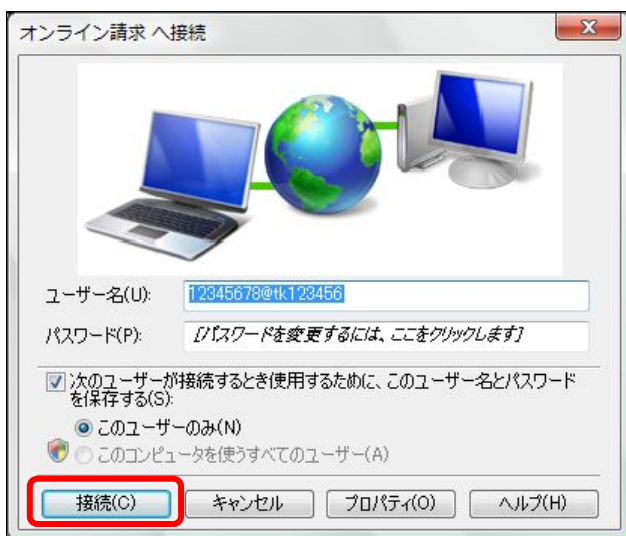 オンライン請求 へ接続
ユーザー名(U): 12345678@tk123456
パスワード(P): [パスワードを変更するには、ここをクリックします]
次のユーザーが接続するとき使用するために、このユーザー名とパスワード
を保存する(S):
このユーザーのみ(N)
このコンピュータを使うすべてのユーザー(A)
接続(C) キャンセル プロパティ(O) ヘルプ(H)